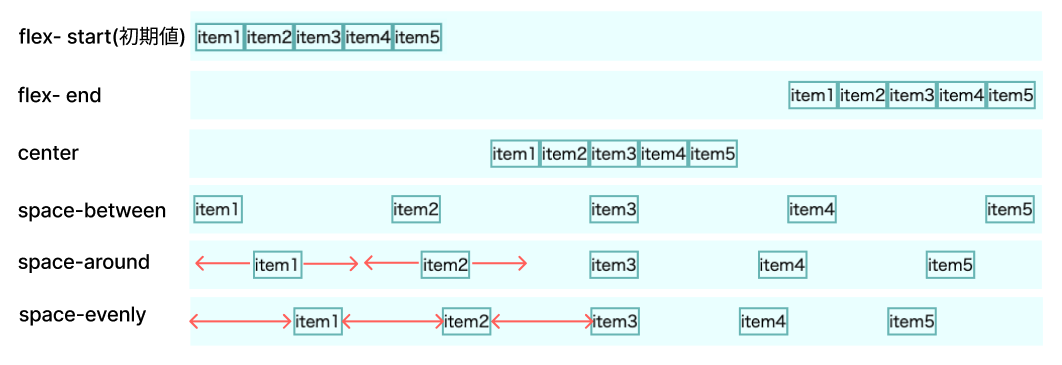 flex- start(初期値) item1 item2 item3 item4 item5
flex- end item1 item2 item3 item4 item5
center item1 item2 item3 item4 item5
space-between item1 item2 item3 item4 item5
space-around item1 item2 item3 item4 item5
space-evenly item1 item2 item3 item4 item5